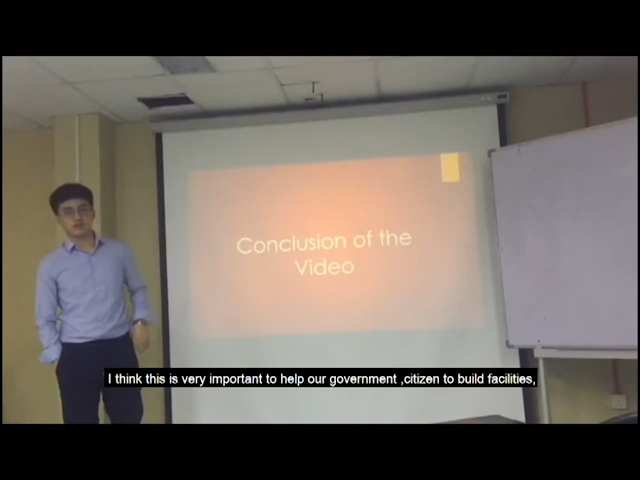 Conclusion of the
Video
I think this is very important to help our government ,citizen to build facilities,